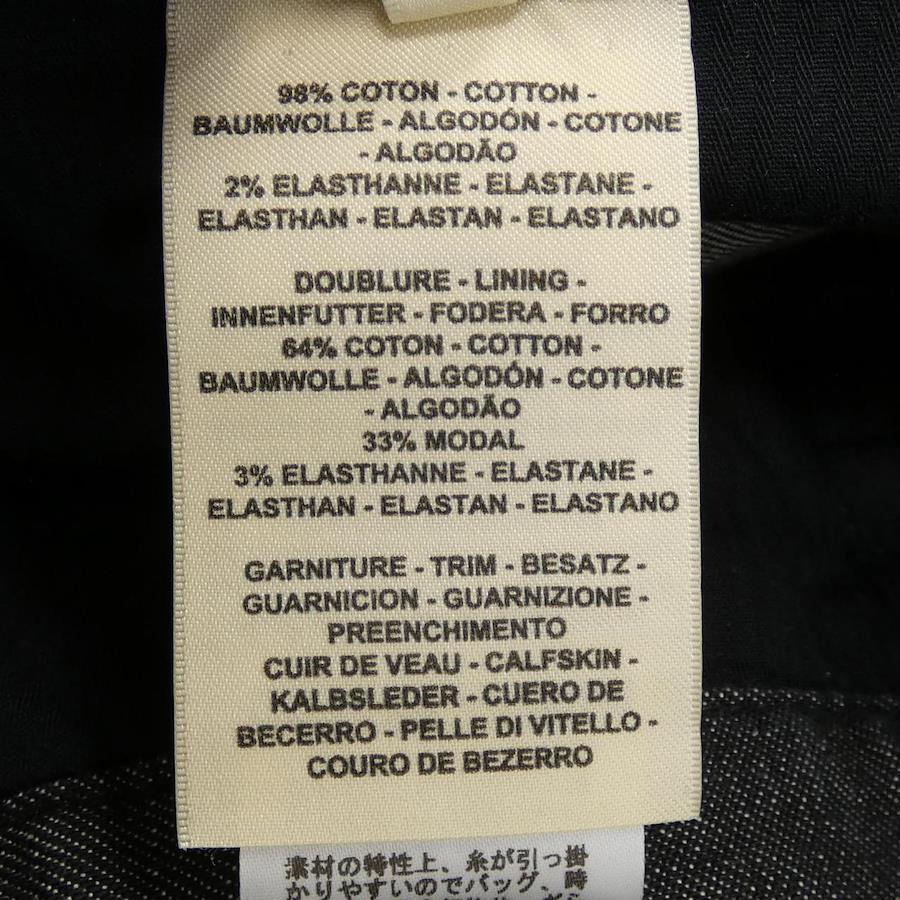 98% COTON - COTTON -
BAUMWOLLE - ALGODÓN - COTONE
- ALGODÃO
2% ELASTHANNE - ELASTANE -
ELASTHAN - ELASTAN - ELASTANO
DOUBLURE - LINING -
INNENFUTTER - FODERA - FORRO
64% COTON - COTTON -
BAUMWOLLE - ALGODÓN - COTONE
- ALGODÃO
33% MODAL
3% ELASTHANNE - ELASTANE -
ELASTHAN - ELASTAN - ELASTANO
GARNITURE - TRIM - BESATZ -
GUARNICION - GUARNIZIONE -
PREENCHIMENTO
CUIR DE VEAU - CALFSKIN -
KALBSLEDER - CUERO DE
BECERRO - PELLE DI VITELLO -
COURO DE BEZERRO
素材の特性上、糸が引っ掛
かりやすいのでバッグ、時